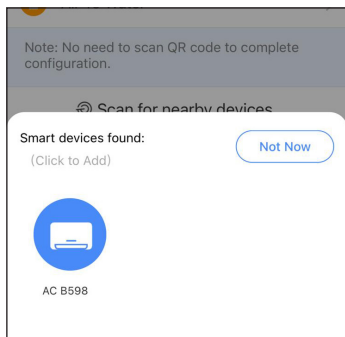 Note: No need to scan QR code to complete
configuration.
Scan for nearby devices
Smart devices found:
(Click to Add)
Not Now
AC B598